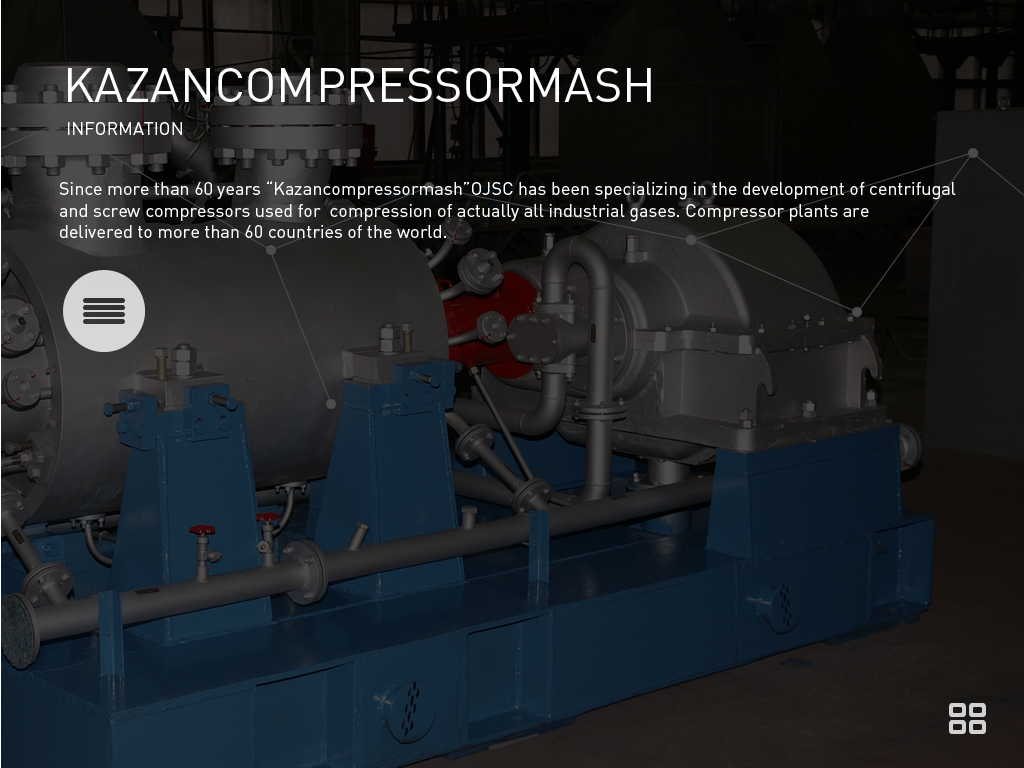 KAZANCOMPRESSORMASH
INFORMATION
Since more than 60 years “Kazancompressormash”OJSC has been specializing in the development of centrifugal
and screw compressors used for  compression of actually all industrial gases. Compressor plants are
delivered to more than 60 countries of the world.